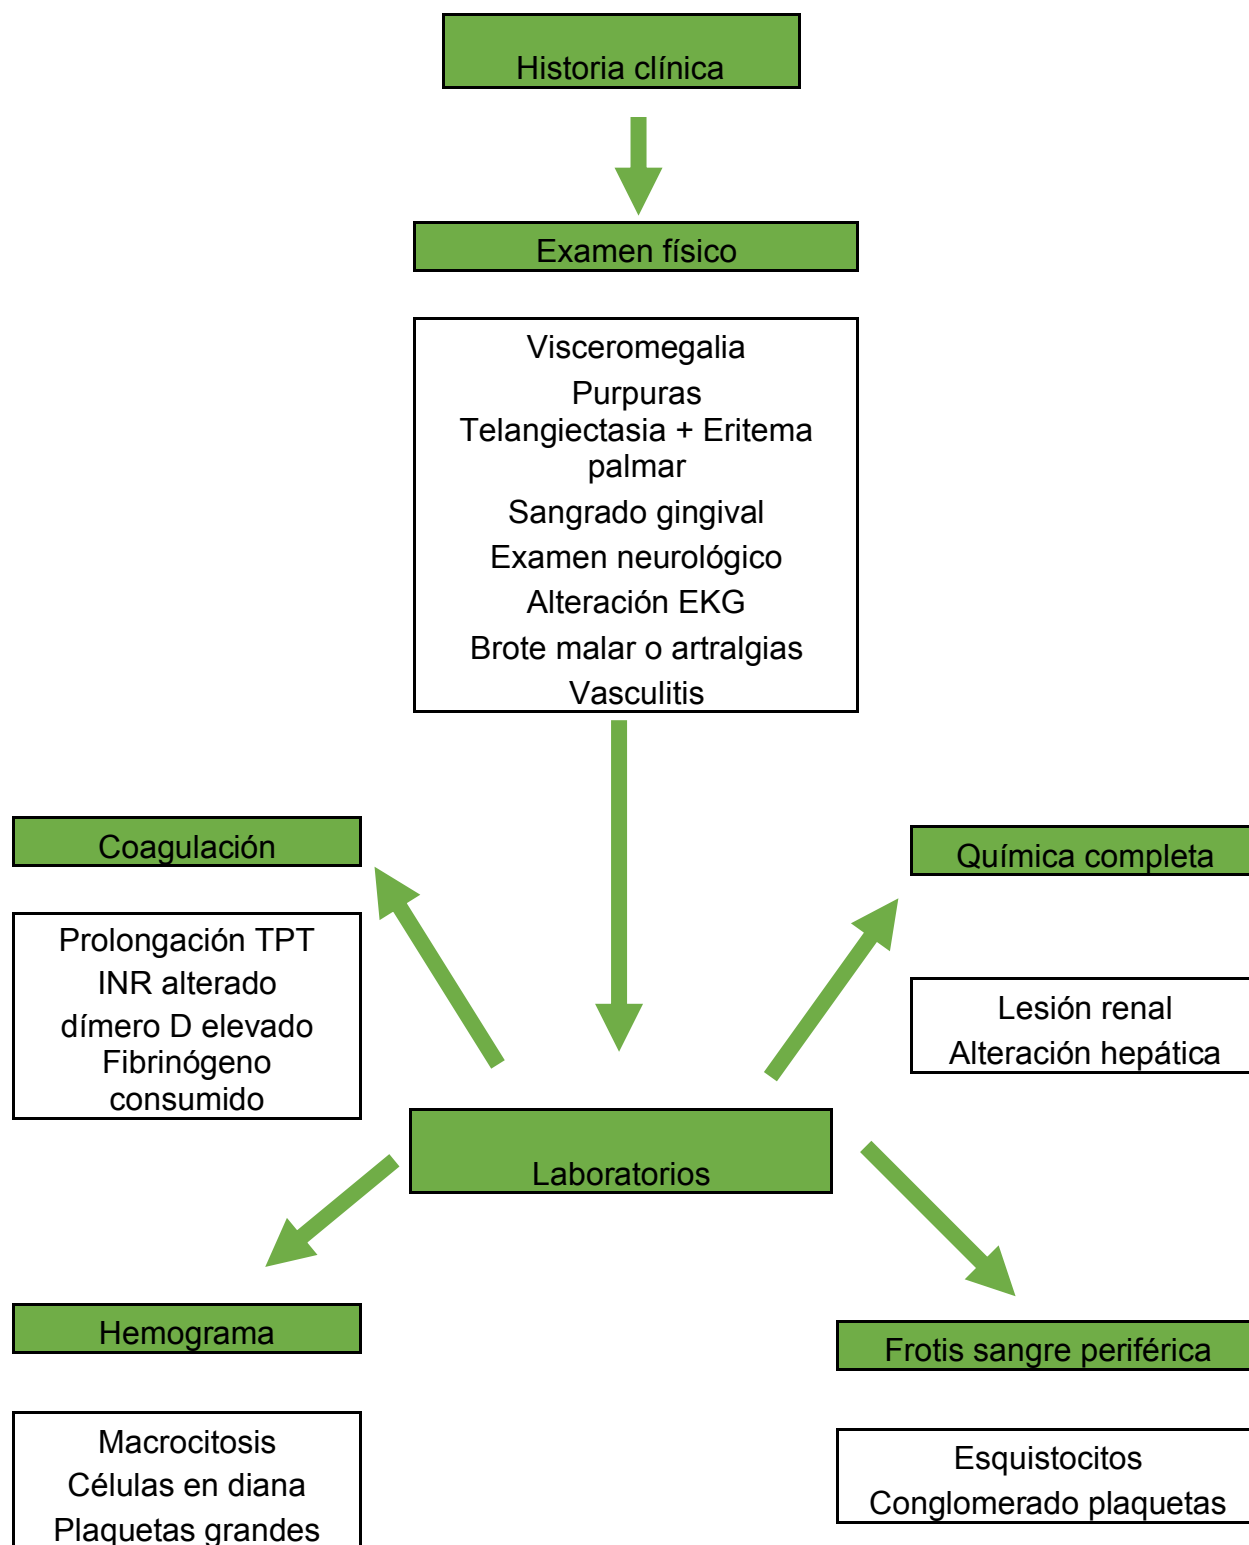 Historia clínica
Examen físico
Visceromegalia
Purpuras
Telangiectasia + Eritema
palmar
Sangrado gingival
Examen neurológico
Alteración EKG
Brote malar o artralgias
Vasculitis
Coagulación
Prolongación TPT
INR alterado
dímero D elevado
Fibrinógeno
consumido
Química completa
Lesión renal
Alteración hepática
Laboratorios
Hemograma
Macrocitosis
Células en diana
Plaquetas grandes
Frotis sangre periférica
Esquistocitos
Conglomerado plaquetas